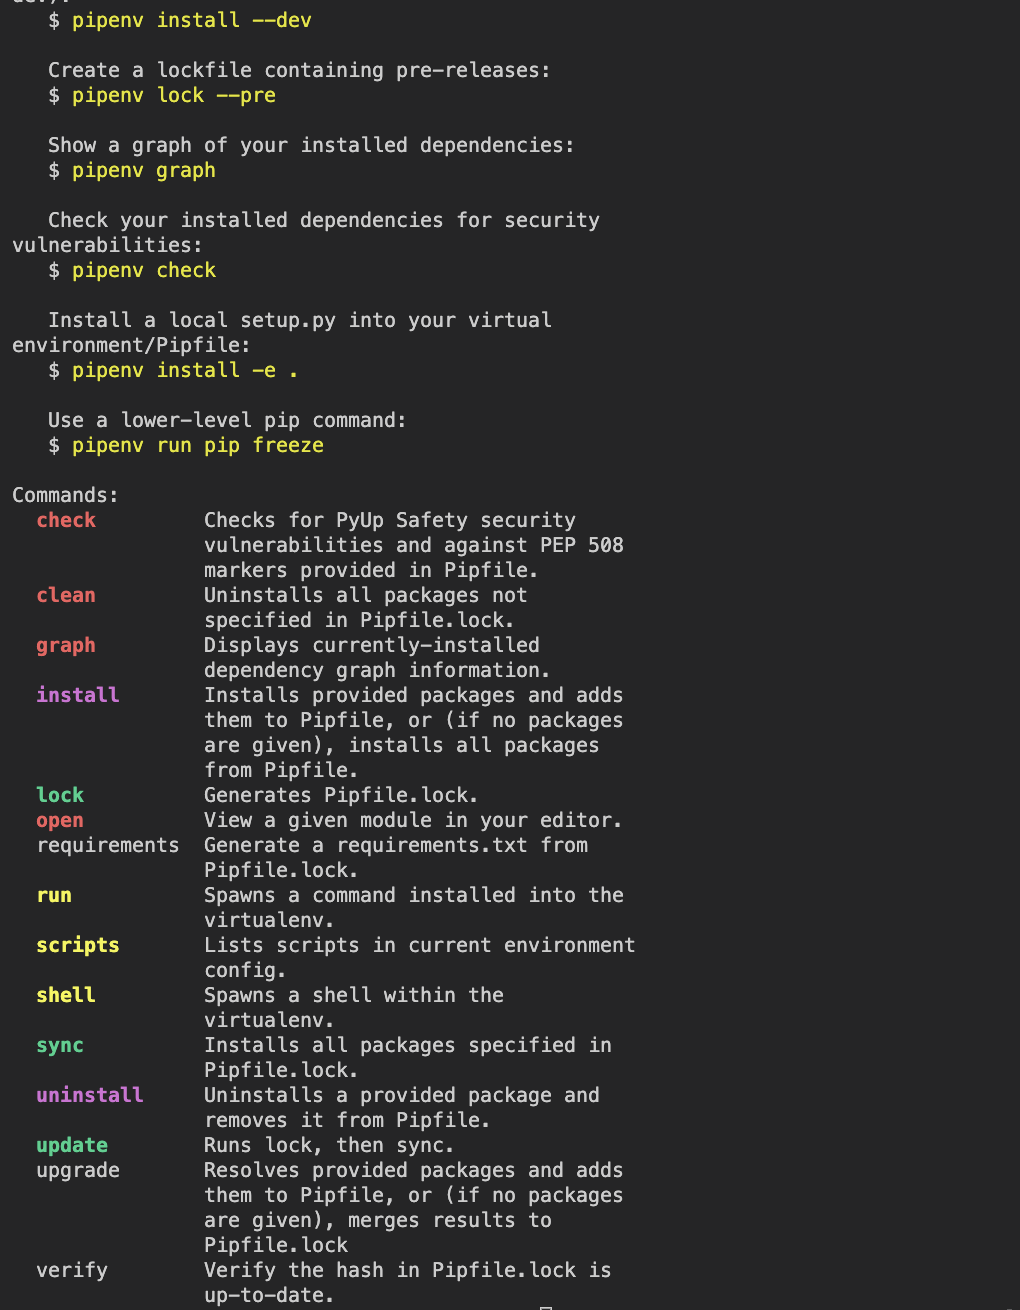 $ pipenv install --dev
Create a lockfile containing pre-releases:
$ pipenv lock --pre
Show a graph of your installed dependencies:
$ pipenv graph
Check your installed dependencies for security
vulnerabilities:
$ pipenv check
Install a local setup.py into your virtual
environment/Pipfile:
$ pipenv install -e .
Use a lower-level pip command:
$ pipenv run pip freeze
Commands:
check Checks for PyUp Safety security
vulnerabilities and against PEP 508
markers provided in Pipfile.
clean Uninstalls all packages not
specified in Pipfile.lock.
graph Displays currently-installed
dependency graph information.
install Installs provided packages and adds
them to Pipfile, or (if no packages
are given), installs all packages
from Pipfile.
lock Generates Pipfile.lock.
open View a given module in your editor.
requirements Generate a requirements.txt from
Pipfile.lock.
run Spawns a command installed into the
virtualenv.
scripts Lists scripts in current environment
config.
shell Spawns a shell within the
virtualenv.
sync Installs all packages specified in
Pipfile.lock.
uninstall Uninstalls a provided package and
removes it from Pipfile.
update Runs lock, then sync.
upgrade Resolves provided packages and adds
them to Pipfile, or (if no packages
are given), merges results to
Pipfile.lock
verify Verify the hash in Pipfile.lock is
up-to-date.